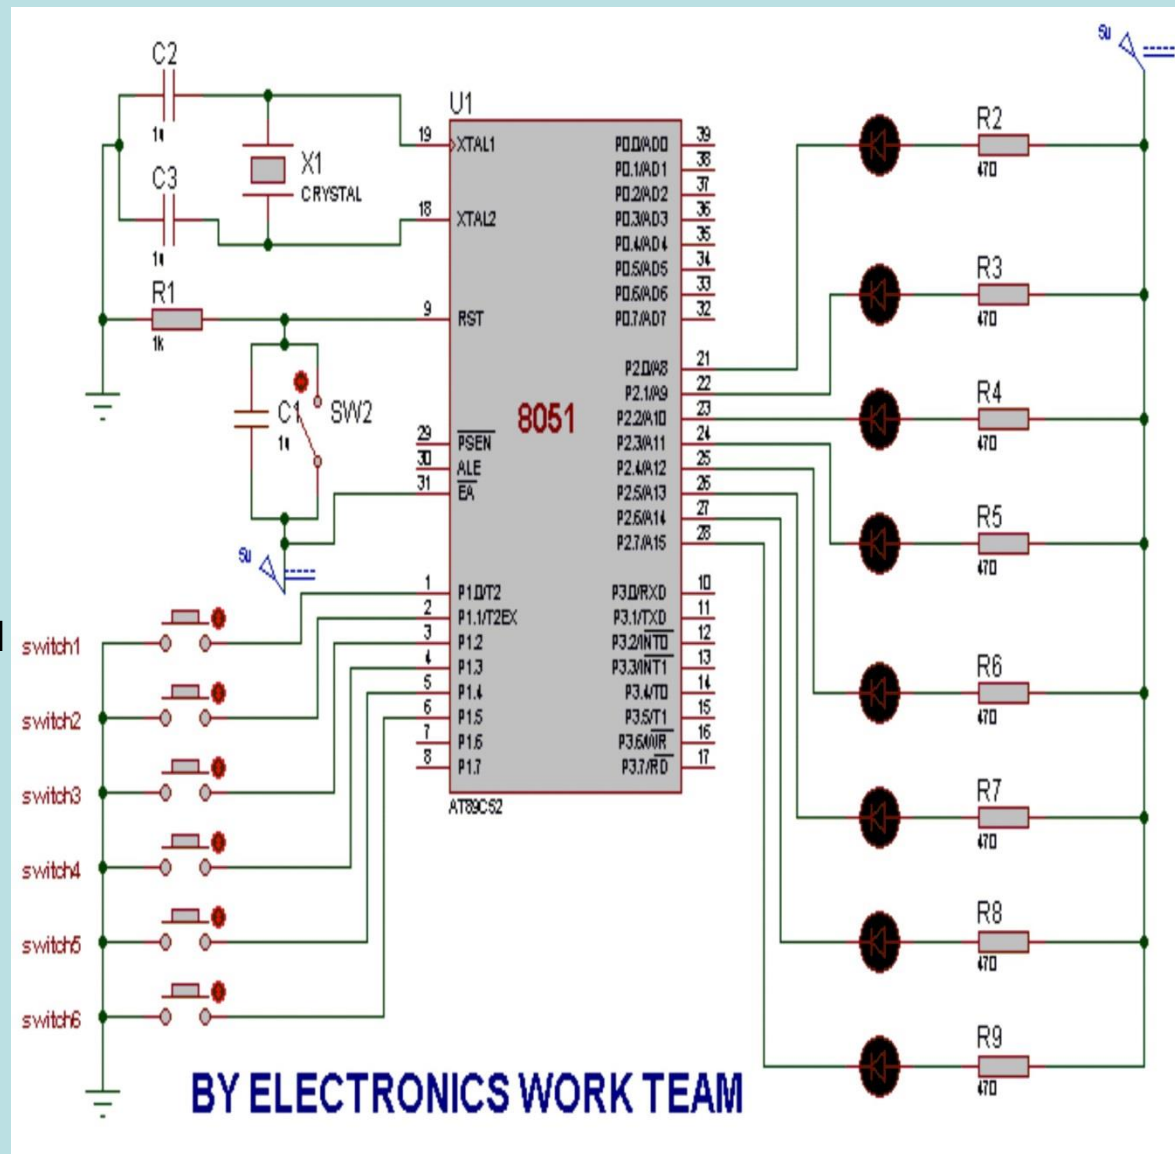 C2
1u
C3
1u
X1
CRYSTAL
R1
1k
C1
1u
SW2
5U
U1
19 XTAL1
18 XTAL2
9 RST
29 PSEN
30 ALE
31 EA
1 P1.0/T2
2 P1.1/T2EX
3 P1.2
4 P1.3
5 P1.4
6 P1.5
7 P1.6
8 P1.7
8051
P0.0/AD0 39
P0.1/AD1 38
P0.2/AD2 37
P0.3/AD3 36
P0.4/AD4 35
P0.5/AD5 34
P0.6/AD6 33
P0.7/AD7 32
P2.0/A8 21
P2.1/A9 22
P2.2/A10 23
P2.3/A11 24
P2.4/A12 25
P2.5/A13 26
P2.6/A14 27
P2.7/A15 28
P3.0/RXD 10
P3.1/TXD 11
P3.2/INT0 12
P3.3/INT1 13
P3.4/T0 14
P3.5/T1 15
P3.6/WR 16
P3.7/RD 17
AT89C52
switch1
switch2
switch3
switch4
switch5
switch6
5U
R2
470
R3
470
R4
470
R5
470
R6
470
R7
470
R8
470
R9
470
BY ELECTRONICS WORK TEAM